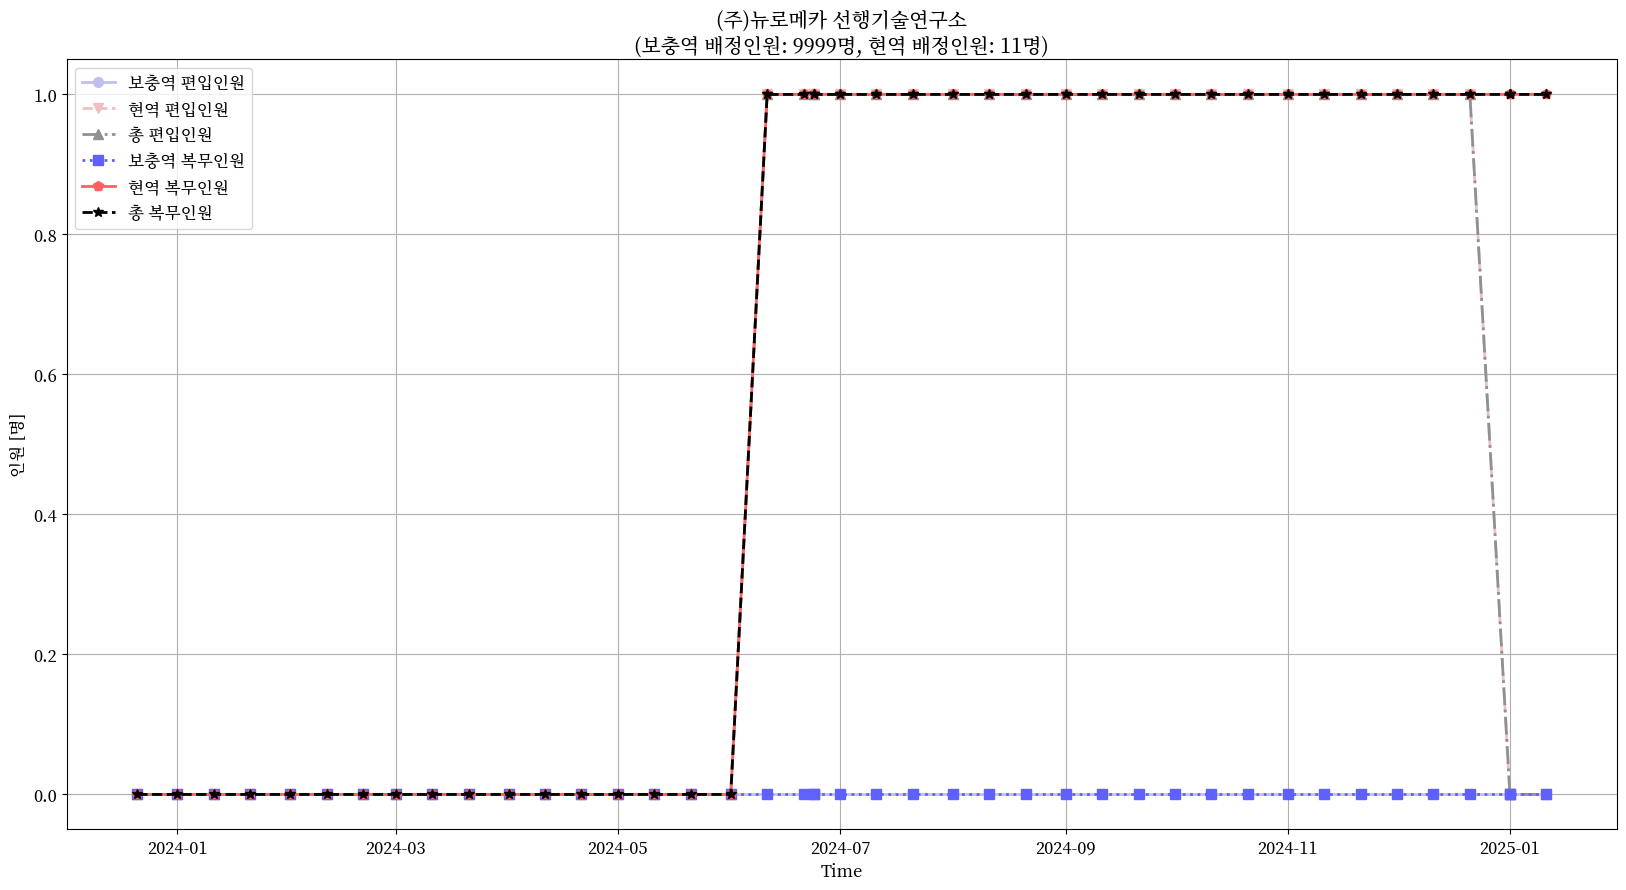 (주)뉴로메카 선행기술연구소
(보충역 배정인원: 9999명, 현역 배정인원: 11명)
보충역 편입인원
현역 편입인원
총 편입인원
보충역 복무인원
현역 복무인원
총 복무인원
1.0
0.8
0.6
0.4
0.2
0.0
인원 [명]
2024-01
2024-03
2024-05
2024-07
2024-09
2024-11
2025-01
Time